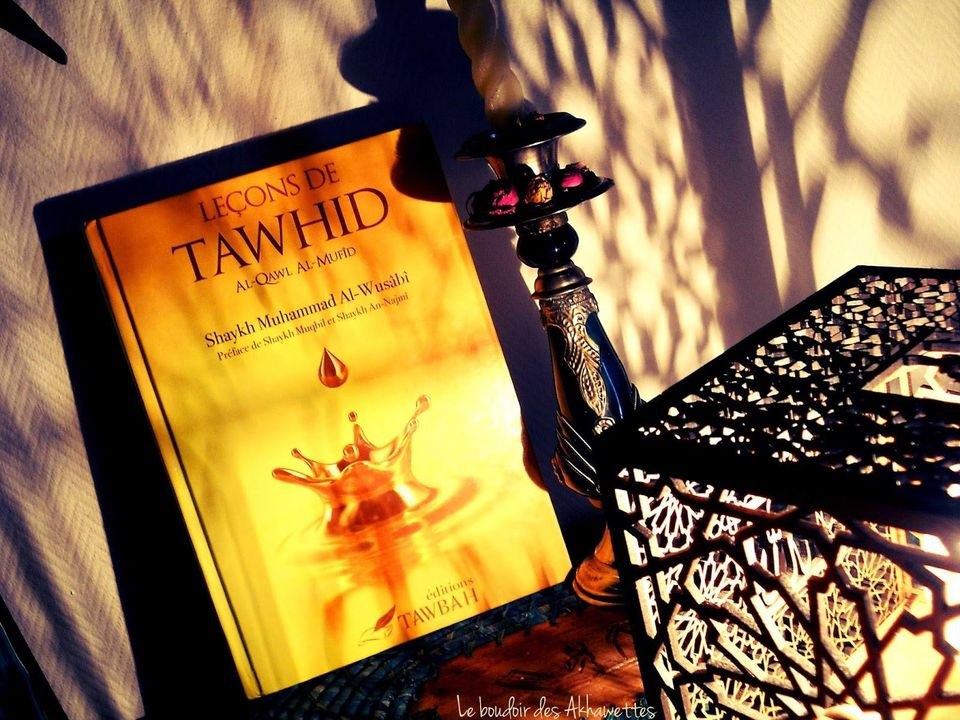 LEÇONS DE
TAWHID
AL-QAWL AL-MUFÎD
Shaykh Muhammad Al-Wusâbî
Préface de Shaykh Muqbil et Shaykh An-Najmî
éditions
TAWBAH
Le boudoir des Akhawettes